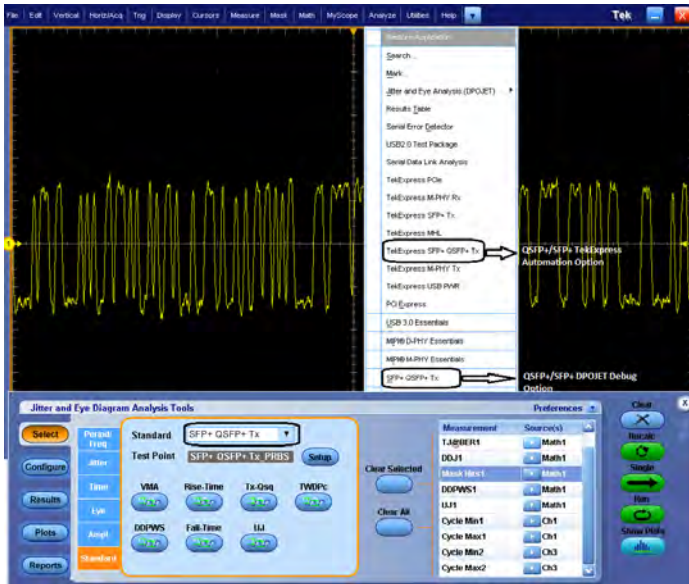 File Edit Vertical Horiz/Acq Trig Display Cursors Measure Mask Math MyScope Analyze Utilities Help Tek X
Search...
Mark...
Jitter and Eye Analysis (DPOJET)
Results Table
Serial Error Detector
USB2.0 Test Package
Serial Data Link Analysis
TekExpress PCIe
TekExpress M-PHY Rx
TekExpress SFP+ Tx
TekExpress MHL
TekExpress SFP+ QSFP+ Tx
QSFP+/SFP+ TekExpress
Automation Option
TekExpress M-PHY Tx
TekExpress USB PWR
PCI Express
USB 3.0 Essentials
MIPI® D-PHY Essentials
MIPI® M-PHY Essentials
SFP+ QSFP+ Tx
QSFP+/SFP+ DPOJET Debug
Option
1
Jitter and Eye Diagram Analysis Tools
Preferences
Clear
X
Select
Configure
Results
Plots
Reports
Period/
Freq
Jitter
Time
Eye
Ampl
Standard
Standard SFP+ QSFP+ Tx
Test Point SFP+ QSFP+ Tx_PRBS Setup
VMA Rise-Time Tx-Qsq TWDPc
DDPWS Fall-Time UJ
Clear Selected
Clear All
Measurement Source(s)
TJ@BER1 Math1
DDJ1 Math1
Mask Hits1 Math1
DDPWS1 Math1
UJ1 Math1
Cycle Min1 Ch1
Cycle Max1 Ch1
Cycle Min2 Ch3
Cycle Max2 Ch3
Recalc
Single
Run
Show Plots